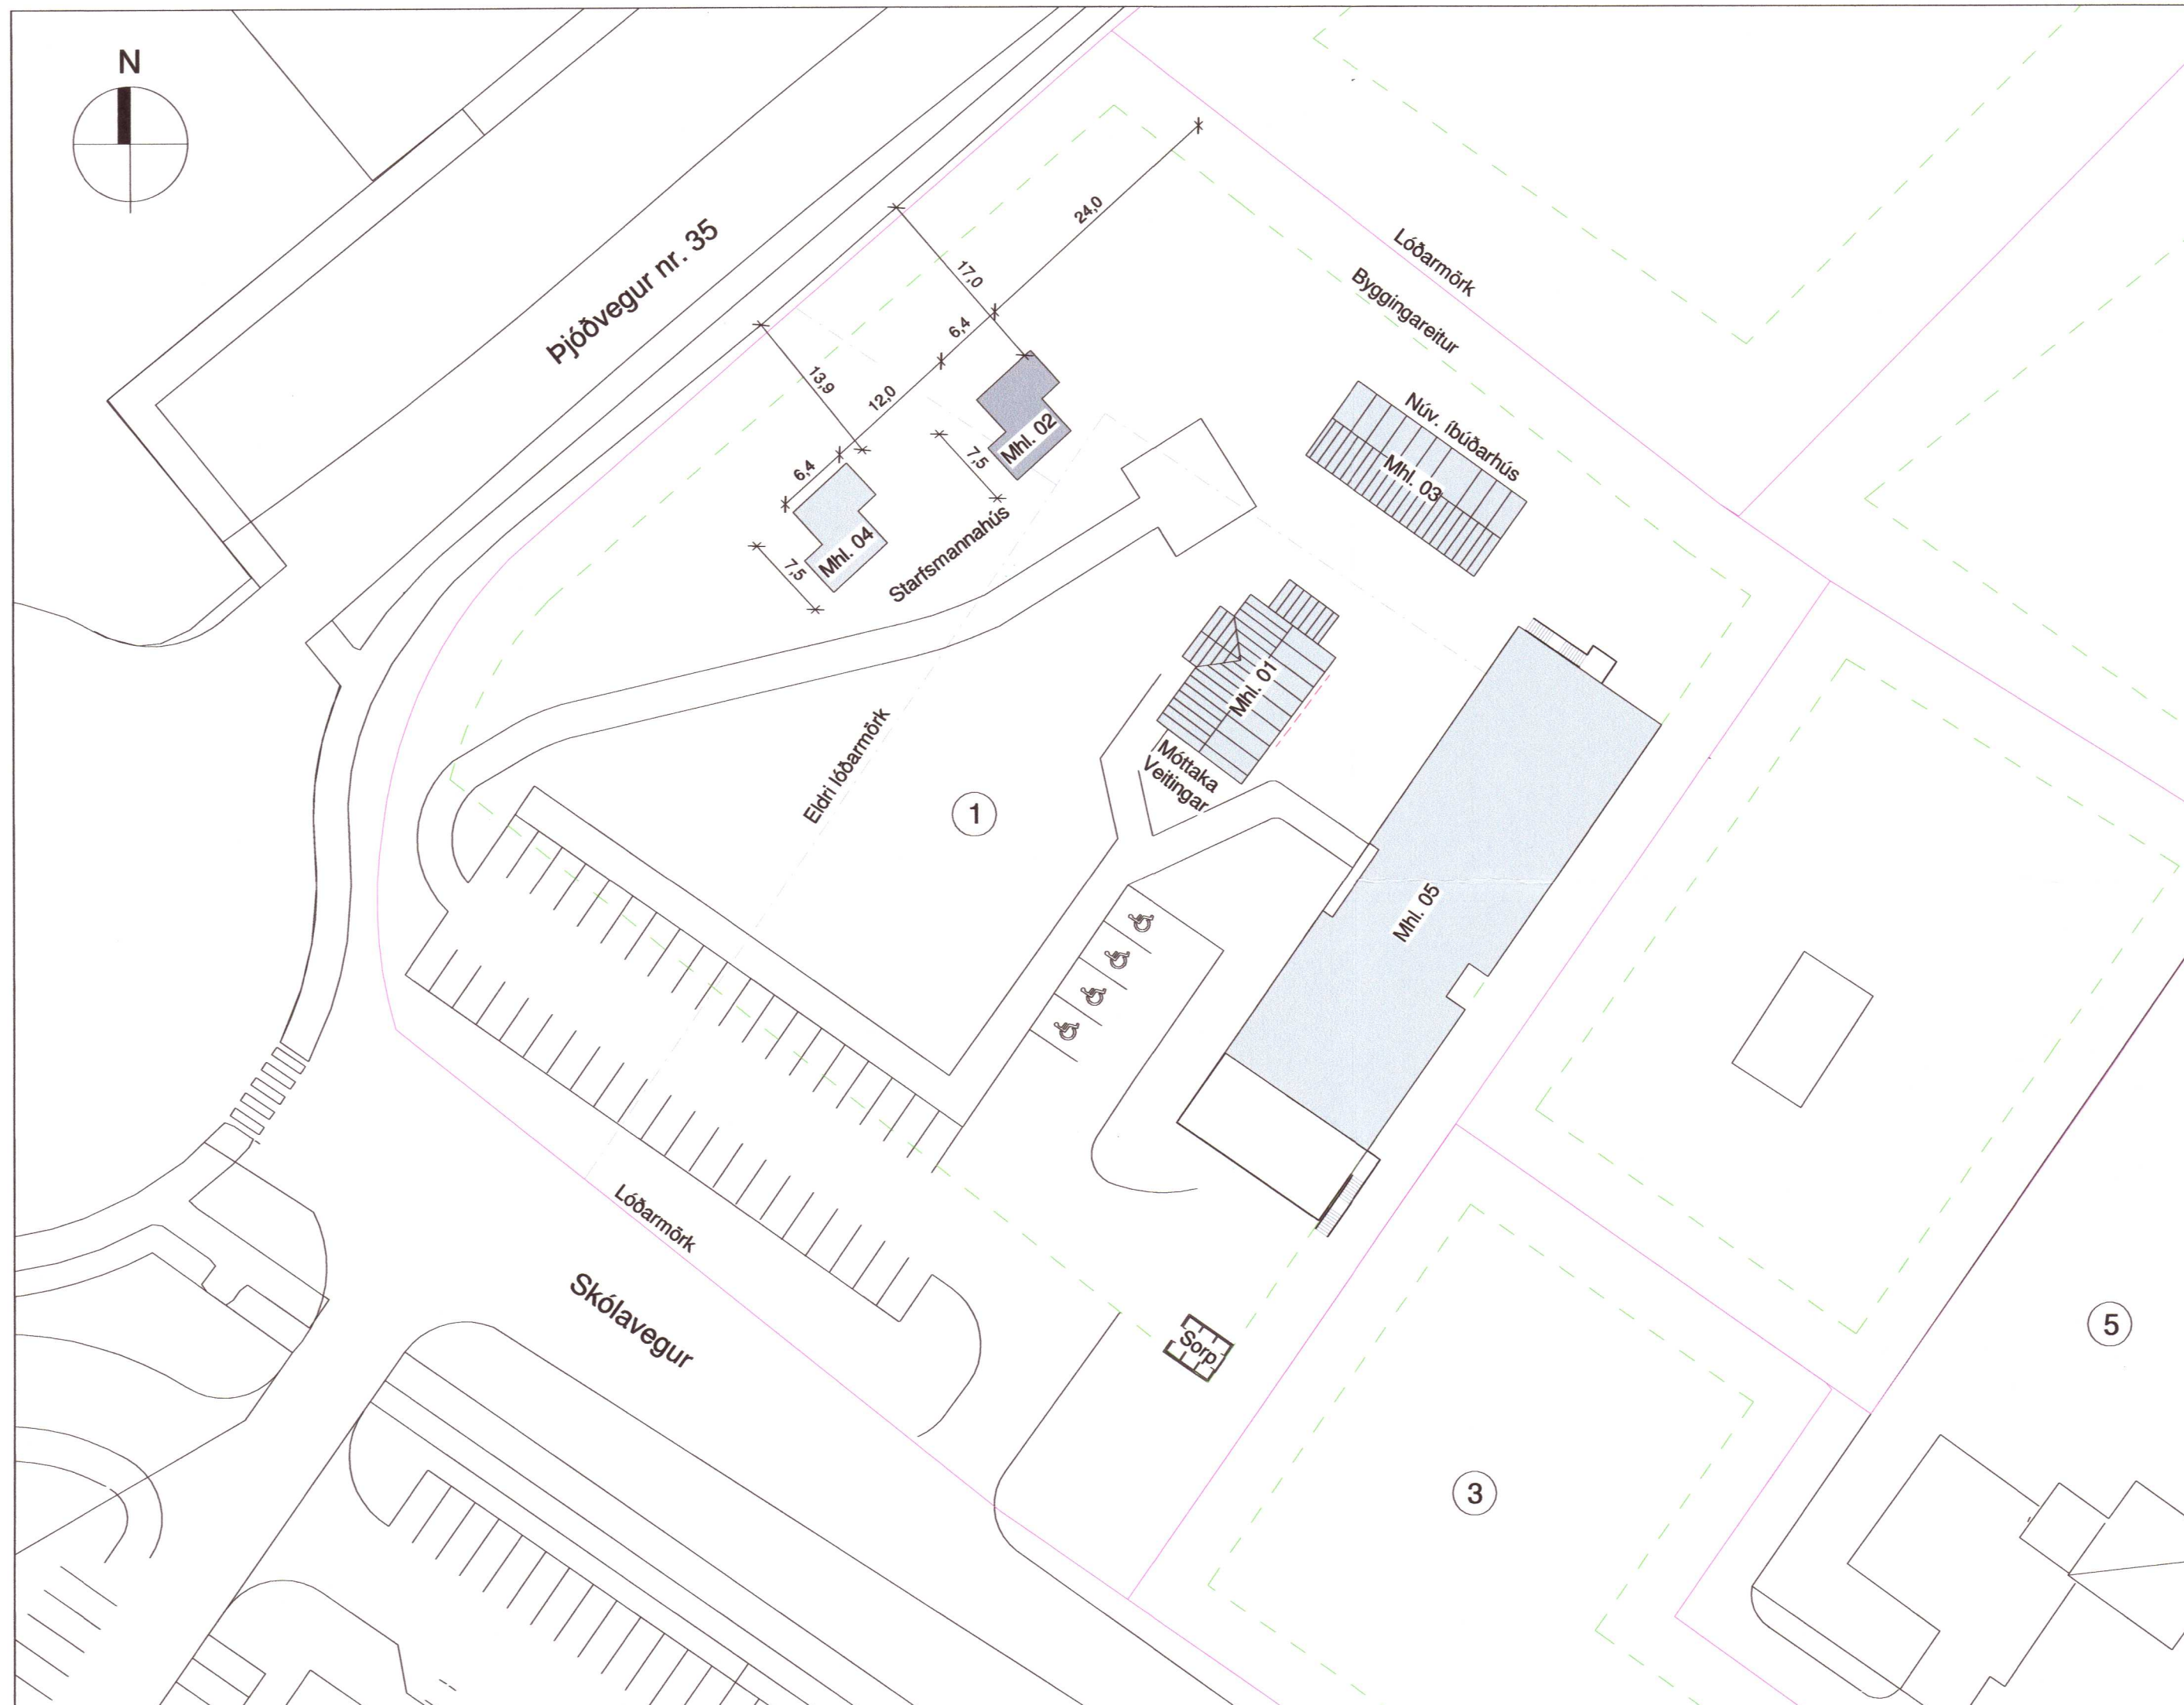 N
Þjóðvegur nr. 35
24,0
17,0
6,4
12,0
13,9
6,4
7,5
7,5
Mhl. 02
Mhl. 04
Starfsmannahús
Lóðarmörk
Byggingareitur
Núv. íbúðarhús
Mhl. 03
Mhl. 01
Móttaka
Veitingar
Eldri lóðarmörk
1
Mhl. 05
Lóðarmörk
Skólavegur
Sorp
3
5